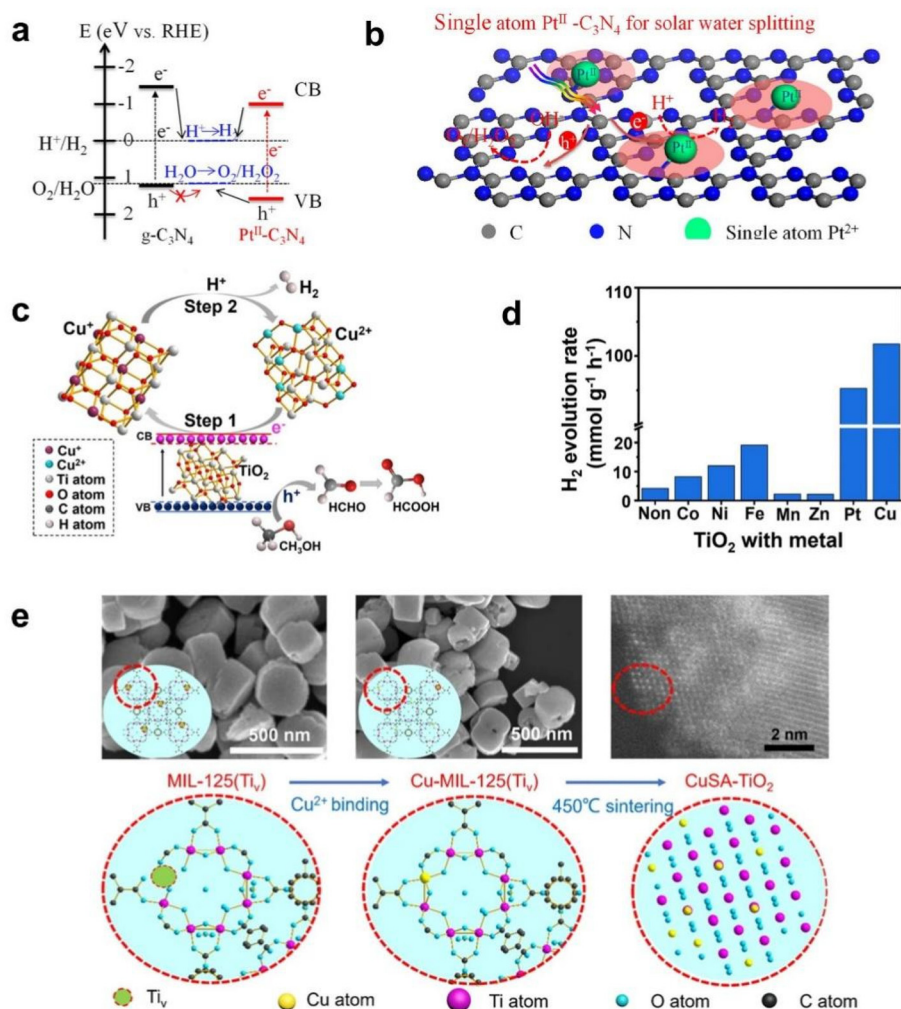 a
E (eV vs. RHE)
-2
-1
0
1
2
H⁺/H₂
O₂/H₂O
e⁻
e⁻
h⁺
H⁺→H₂
H₂O→O₂/H₂O₂
e⁻
e⁻
h⁺
CB
VB
g-C₃N₄
Ptᴵᴵ-C₃N₄
b
Single atom Ptᴵᴵ -C₃N₄ for solar water splitting
Ptᴵᴵ
Ptᴵᴵ
Ptᴵᴵ
H⁺
e⁻
h⁺
C
N
Single atom Pt²⁺
c
H⁺
H₂
Step 2
Cu⁺
Cu²⁺
Step 1
CB
e⁻
TiO₂
VB
h⁺
HCHO
HCOOH
CH₃OH
Cu⁺
Cu²⁺
Ti atom
O atom
C atom
H atom
d
H₂ evolution rate
(mmol g⁻¹ h⁻¹)
100
20
10
0
Non Co Ni Fe Mn Zn Pt Cu
TiO₂ with metal
e
500 nm
500 nm
2 nm
MIL-125(Tiᵥ)
Cu²⁺ binding
Cu-MIL-125(Tiᵥ)
450℃ sintering
CuSA-TiO₂
Tiᵥ
Cu atom
Ti atom
O atom
C atom